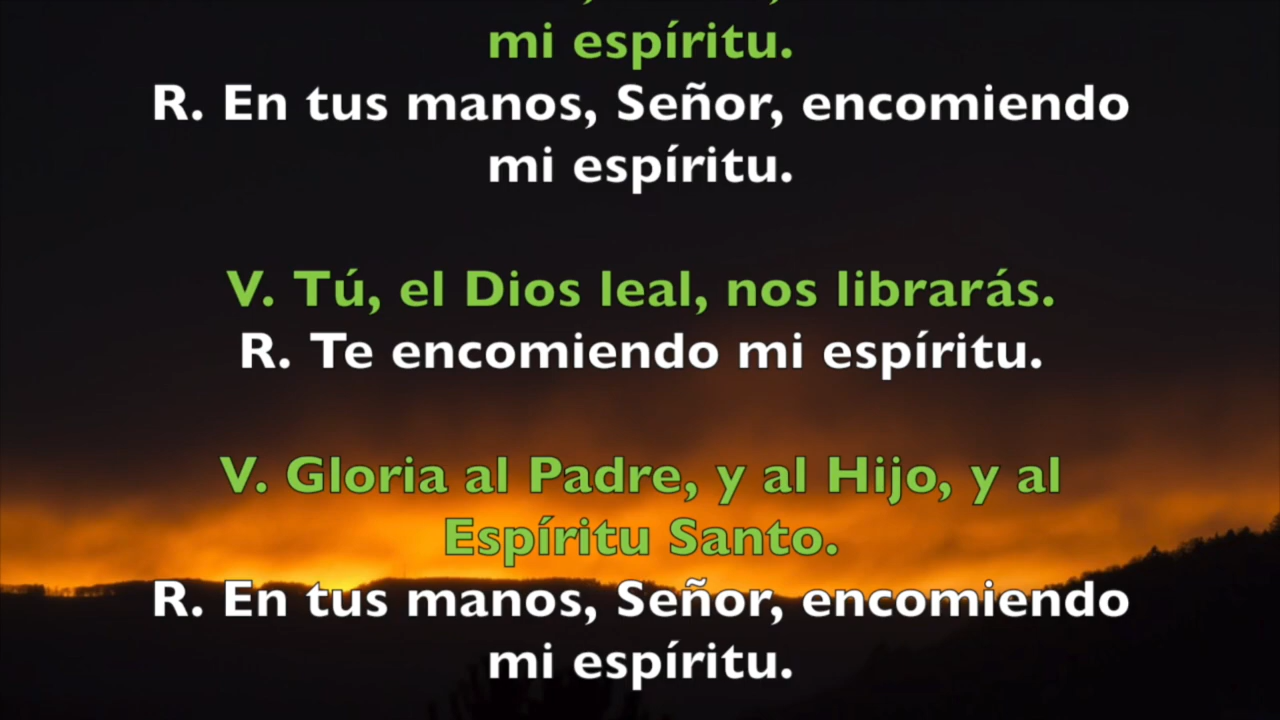 mi espíritu.
R. En tus manos, Señor, encomiendo
mi espíritu.
V. Tú, el Dios leal, nos librarás.
R. Te encomiendo mi espíritu.
V. Gloria al Padre, y al Hijo, y al
Espíritu Santo.
R. En tus manos, Señor, encomiendo
mi espíritu.